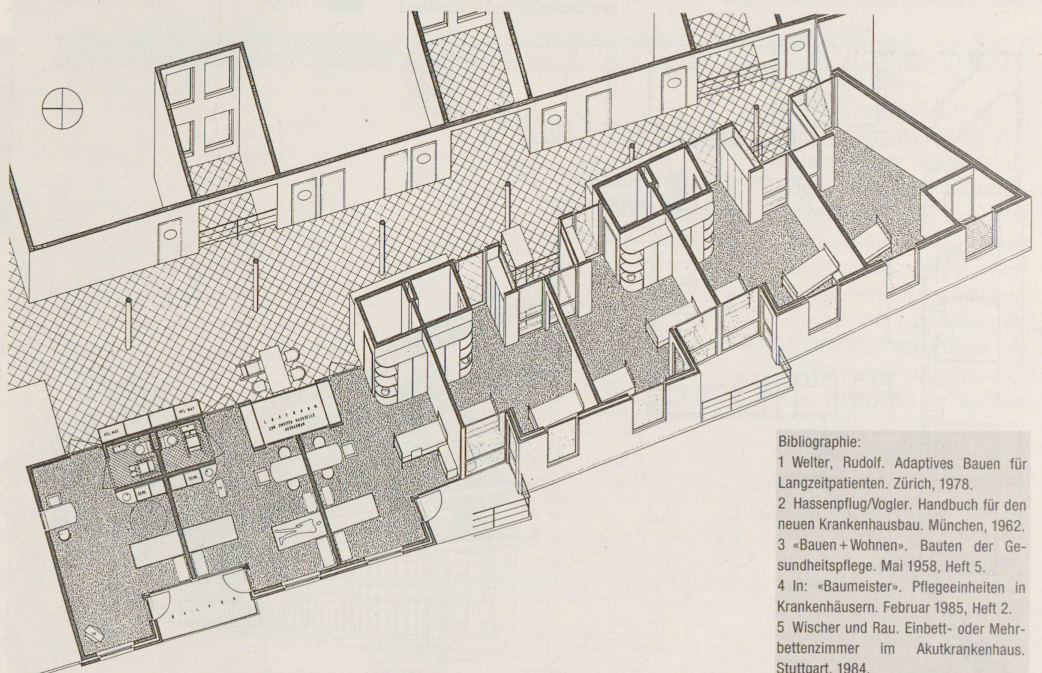 Bibliographie:
1 Welter, Rudolf. Adaptives Bauen für
Langzeitpatienten. Zürich, 1978.
2 Hassenpflug/Vogler. Handbuch für den
neuen Krankenhausbau. München, 1962.
3 «Bauen+Wohnen». Bauten der Ge-
sundheitspflege. Mai 1958, Heft 5.
4 In: «Baumeister». Pflegeeinheiten in
Krankenhäusern. Februar 1985, Heft 2.
5 Wischer und Rau. Einbett- oder Mehr-
bettenzimmer im Akutkrankenhaus.
Stuttgart, 1984.